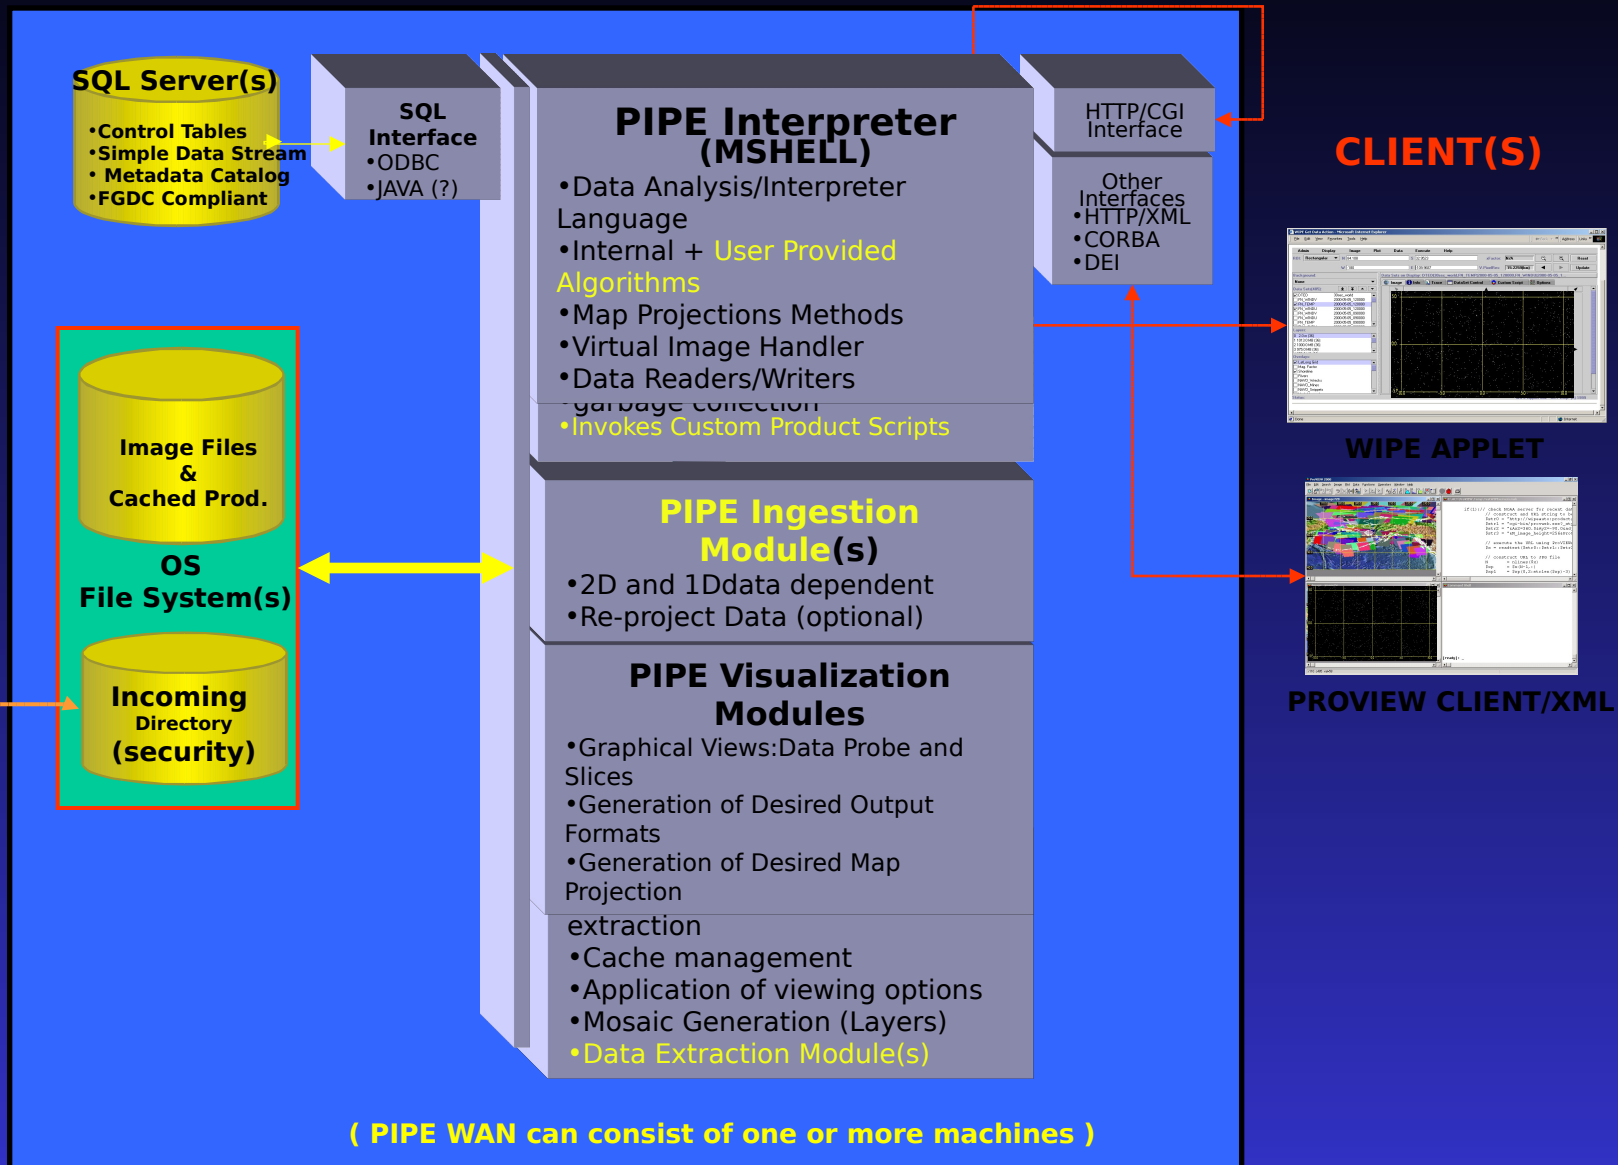 SQL Server(s)
•Control Tables
•Simple Data Stream
• Metadata Catalog
•FGDC Compliant
SQL
Interface
•ODBC
•JAVA (?)
PIPE Interpreter
(MSHELL)
•Data Analysis/Interpreter
Language
•Internal + User Provided
Algorithms
•Map Projections Methods
•Virtual Image Handler
•Data Readers/Writers
garbage collection
•Invokes Custom Product Scripts
HTTP/CGI
Interface
Other
Interfaces
•HTTP/XML
•CORBA
•DEI
CLIENT(S)
WIPE APPLET
PROVIEW CLIENT/XML
Image Files
&
Cached Prod.
OS
File System(s)
Incoming
Directory
(security)
PIPE Ingestion
Module(s)
•2D and 1Ddata dependent
•Re-project Data (optional)
PIPE Visualization
Modules
•Graphical Views:Data Probe and
Slices
•Generation of Desired Output
Formats
•Generation of Desired Map
Projection
extraction
•Cache management
•Application of viewing options
•Mosaic Generation (Layers)
•Data Extraction Module(s)
( PIPE WAN can consist of one or more machines )